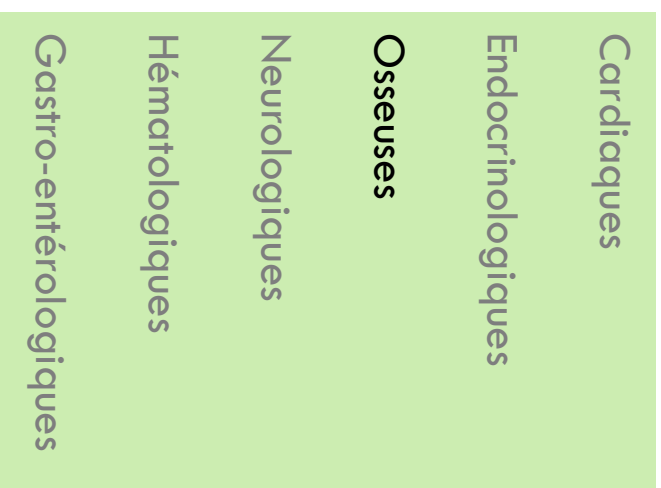 Cardiaques
Endocrinologiques
Osseuses
Neurologiques
Hématologiques
Gastro-entérologiques